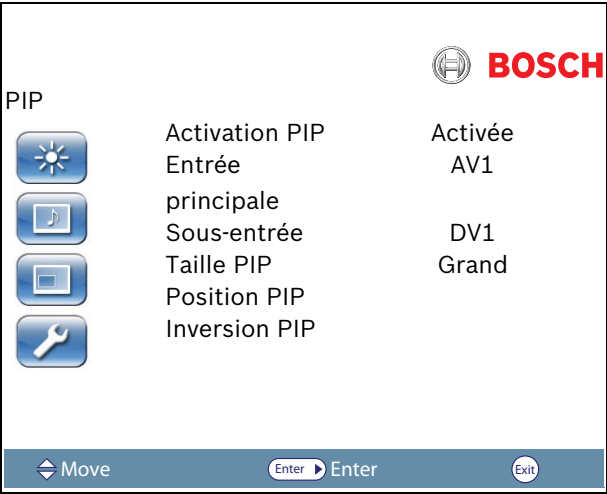 BOSCH
PIP
Activation PIP Activée
Entrée AV1
principale
Sous-entrée DV1
Taille PIP Grand
Position PIP
Inversion PIP
Move Enter Enter Exit